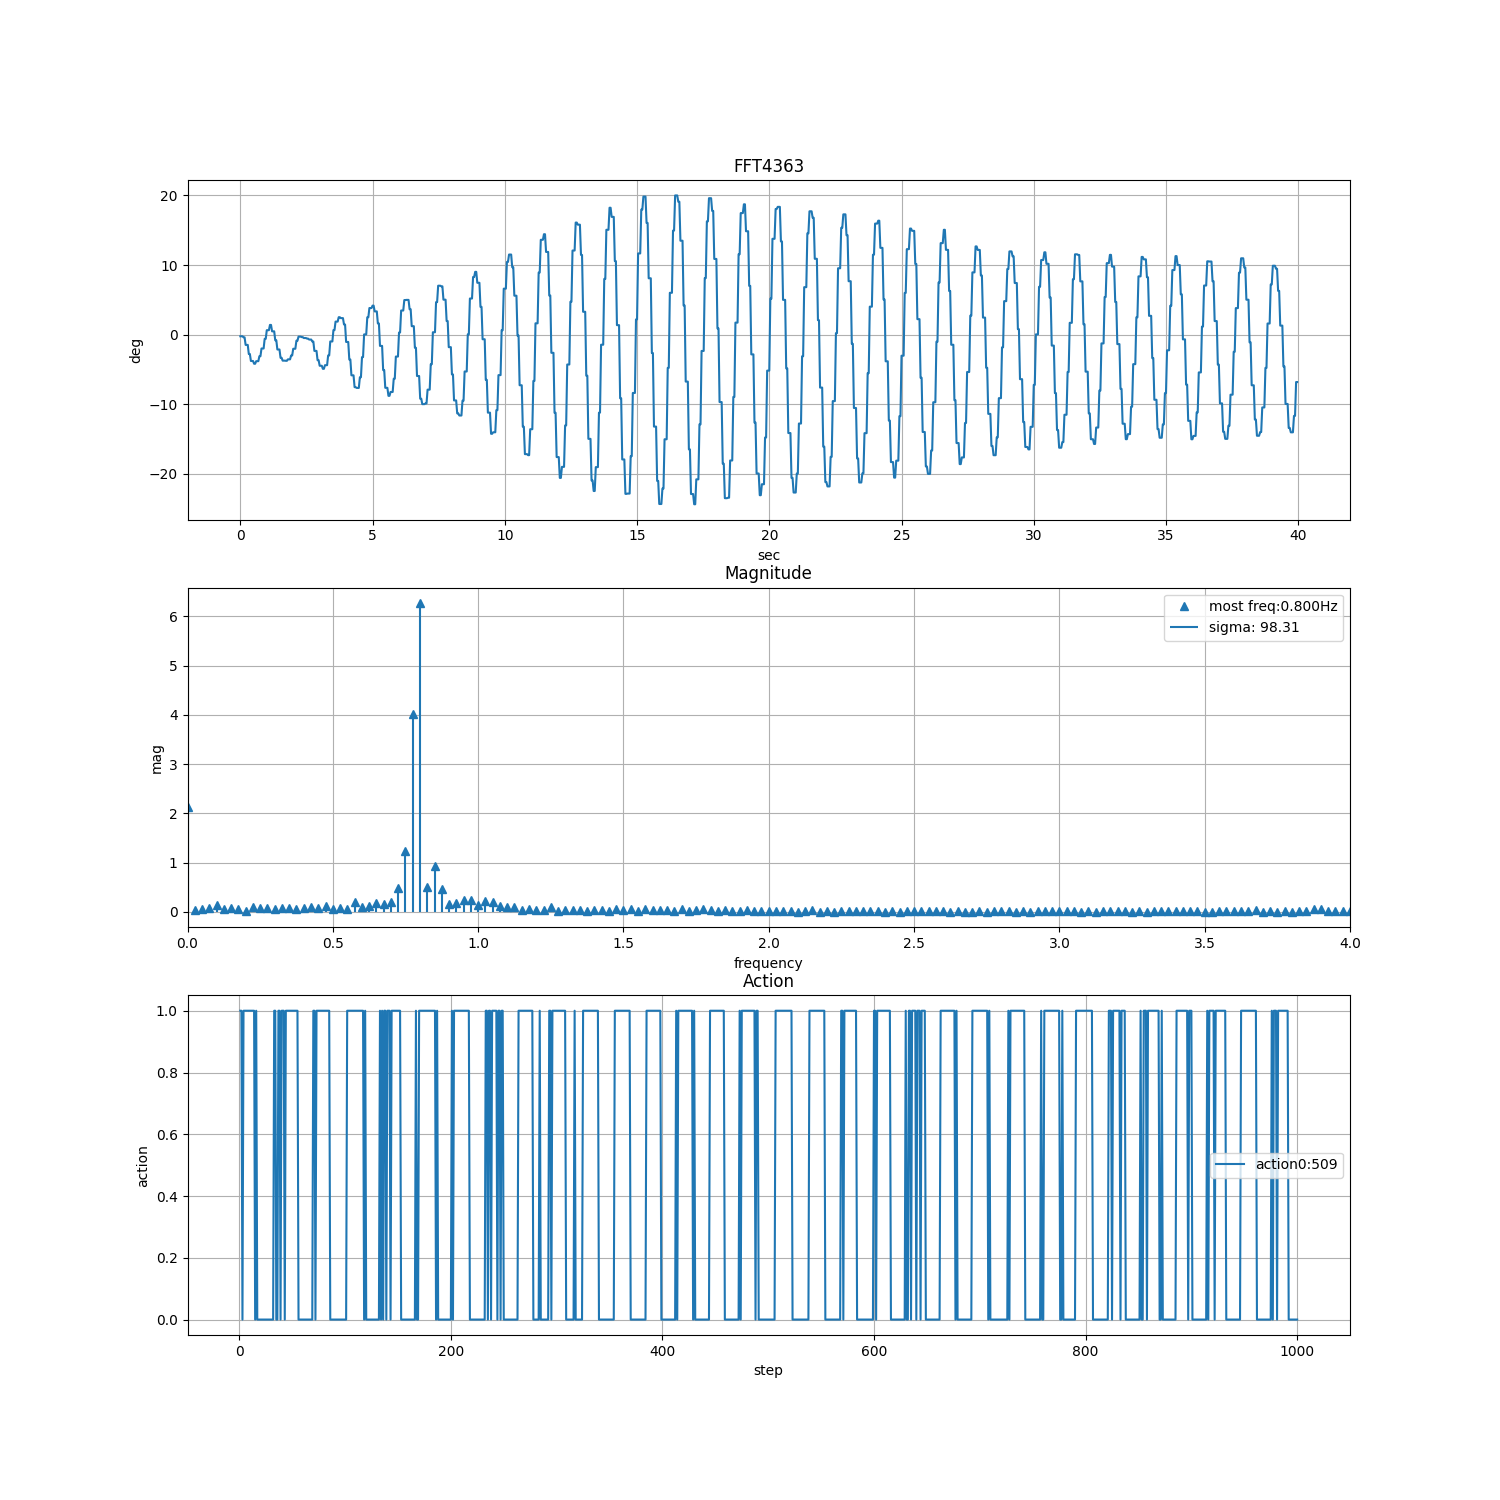 FFT4363
20
10
0
−10
−20
deg
0 5 10 15 20 25 30 35 40
sec
Magnitude
most freq:0.800Hz
sigma: 98.31
6
5
4
3
2
1
0
mag
0.0 0.5 1.0 1.5 2.0 2.5 3.0 3.5 4.0
frequency
Action
1.0
0.8
0.6
0.4
0.2
0.0
action
action0:509
0 200 400 600 800 1000
step